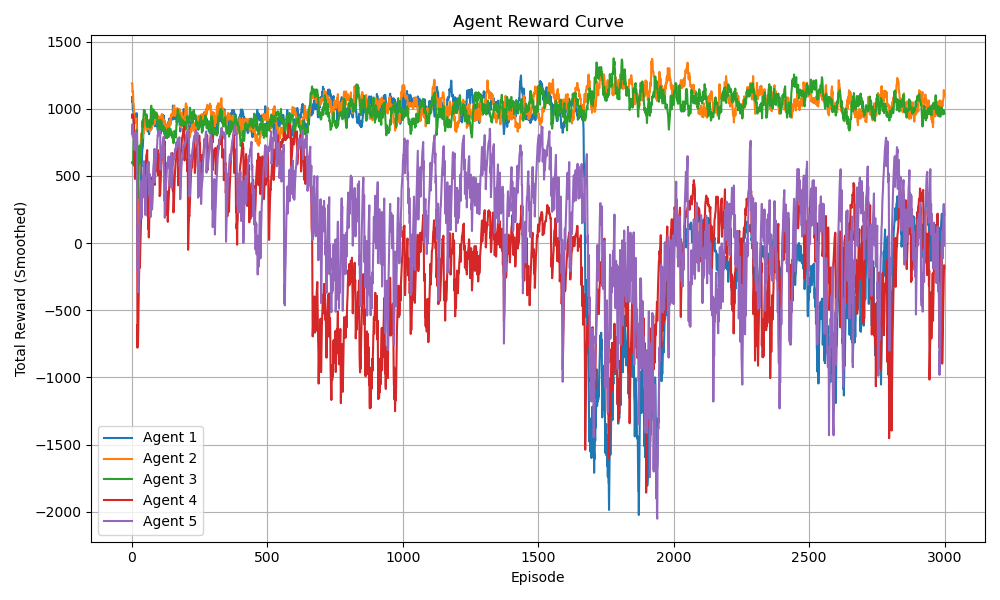 Agent Reward Curve
1500
1000
500
0
−500
−1000
−1500
−2000
Total Reward (Smoothed)
Agent 1
Agent 2
Agent 3
Agent 4
Agent 5
0 500 1000 1500 2000 2500 3000
Episode